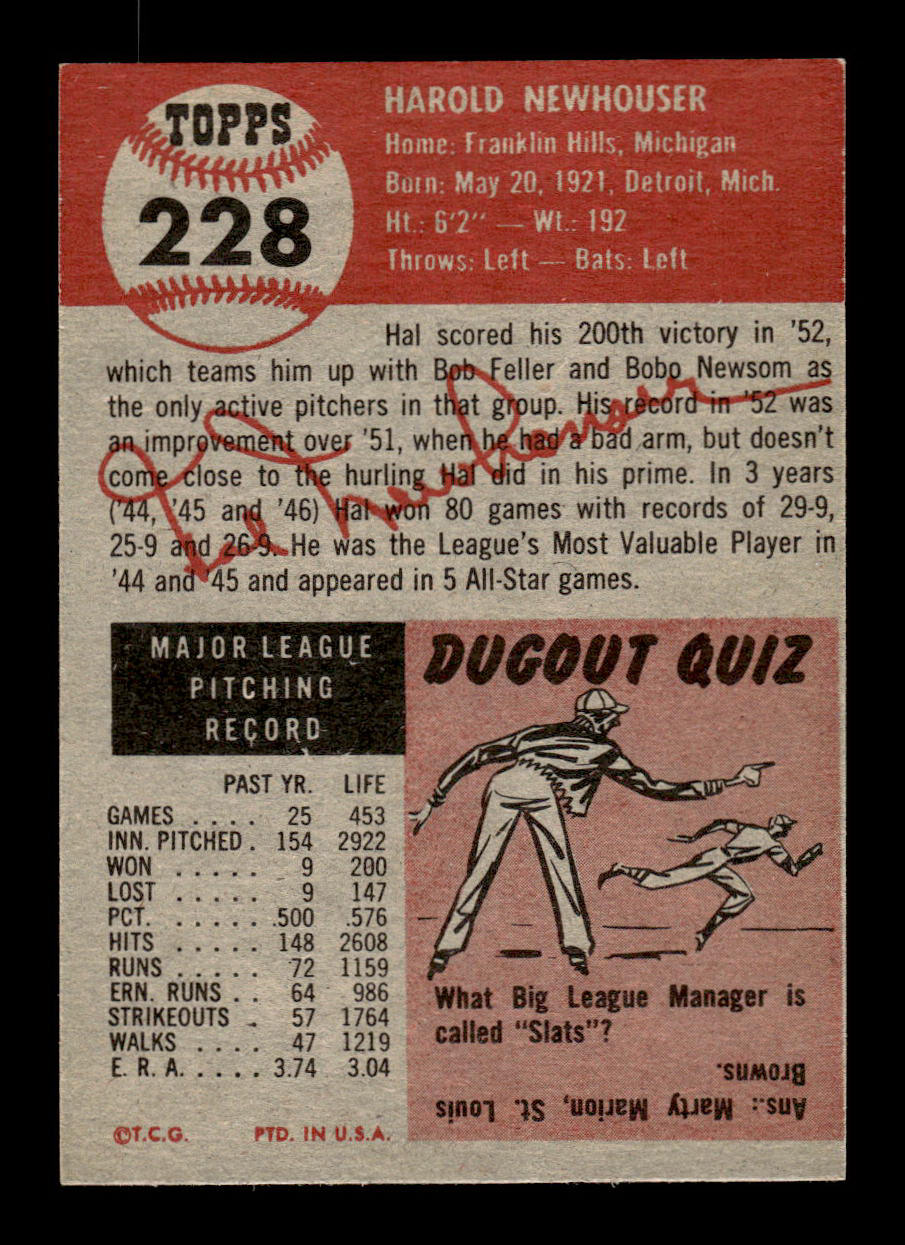 TOPPS
228
HAROLD NEWHOUSER
Home: Franklin Hills, Michigan
Born: May 20, 1921, Detroit, Mich.
Ht.: 6'2" — Wt.: 192
Throws: Left — Bats: Left
Hal scored his 200th victory in '52,
which teams him up with Bob Feller and Bobo Newsom as
the only active pitchers in that group. His record in '52 was
an improvement over '51, when he had a bad arm, but doesn't
come close to the hurling Hal did in his prime. In 3 years
('44, '45 and '46) Hal won 80 games with records of 29-9,
25-9 and 26-9. He was the League's Most Valuable Player in
'44 and '45 and appeared in 5 All-Star games.
Hal Newhouser
MAJOR LEAGUE
PITCHING
RECORD
PAST YR. LIFE
GAMES . . . . 25 453
INN. PITCHED . 154 2922
WON . . . . . 9 200
LOST . . . . . 9 147
PCT. . . . . . .500 .576
HITS . . . . . 148 2608
RUNS . . . . . 72 1159
ERN. RUNS . . 64 986
STRIKEOUTS . 57 1764
WALKS . . . . 47 1219
E. R. A. . . . . 3.74 3.04
©T.C.G. PTD. IN U.S.A.
DUGOUT QUIZ
What Big League Manager is
called "Slats"?
Ans.: Marty Marion, St. Louis
Browns.